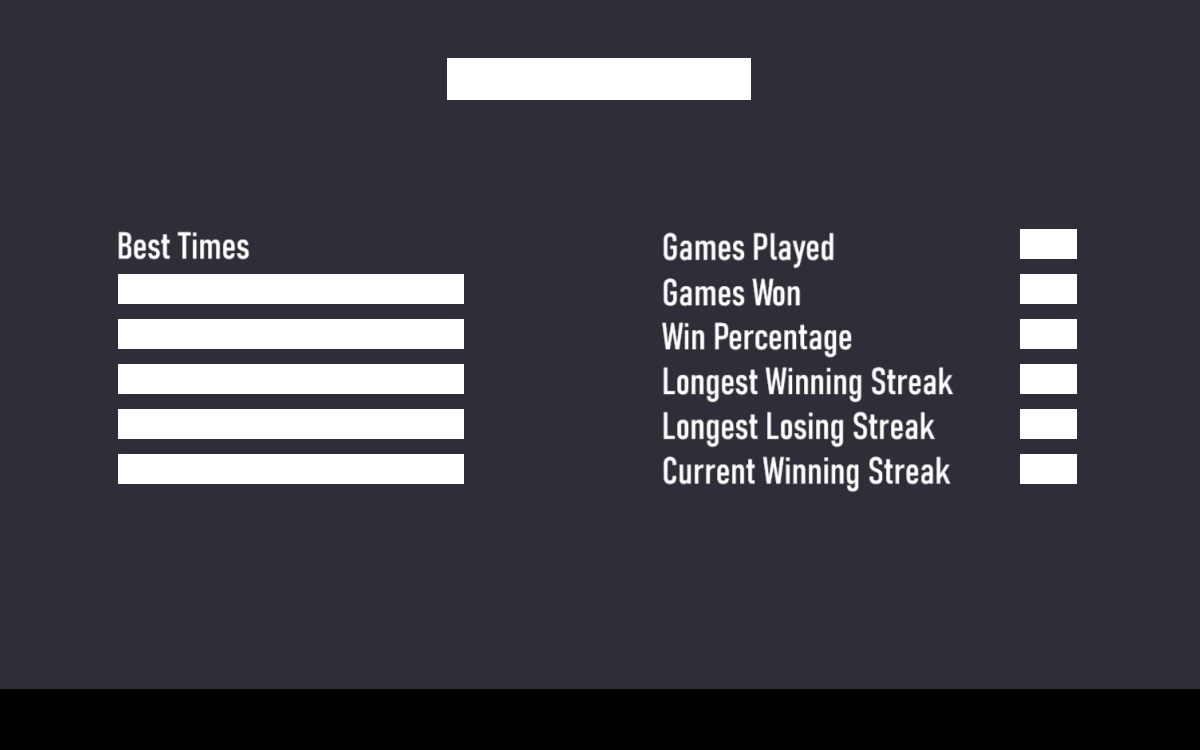 Best Times
Games Played
Games Won
Win Percentage
Longest Winning Streak
Longest Losing Streak
Current Winning Streak